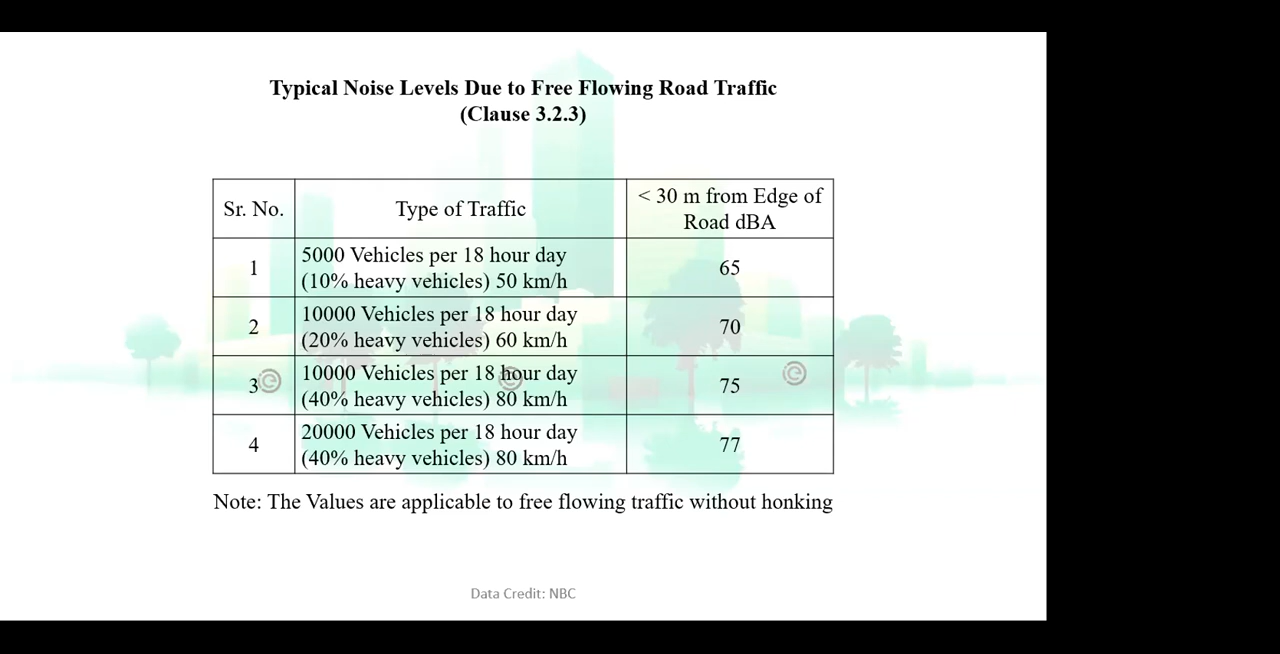 Typical Noise Levels Due to Free Flowing Road Traffic
(Clause 3.2.3)
Sr. No.
Type of Traffic
< 30 m from Edge of
Road dBA
1
5000 Vehicles per 18 hour day
(10% heavy vehicles) 50 km/h
65
2
10000 Vehicles per 18 hour day
(20% heavy vehicles) 60 km/h
70
3
10000 Vehicles per 18 hour day
(40% heavy vehicles) 80 km/h
75
4
20000 Vehicles per 18 hour day
(40% heavy vehicles) 80 km/h
77
Note: The Values are applicable to free flowing traffic without honking
Data Credit: NBC